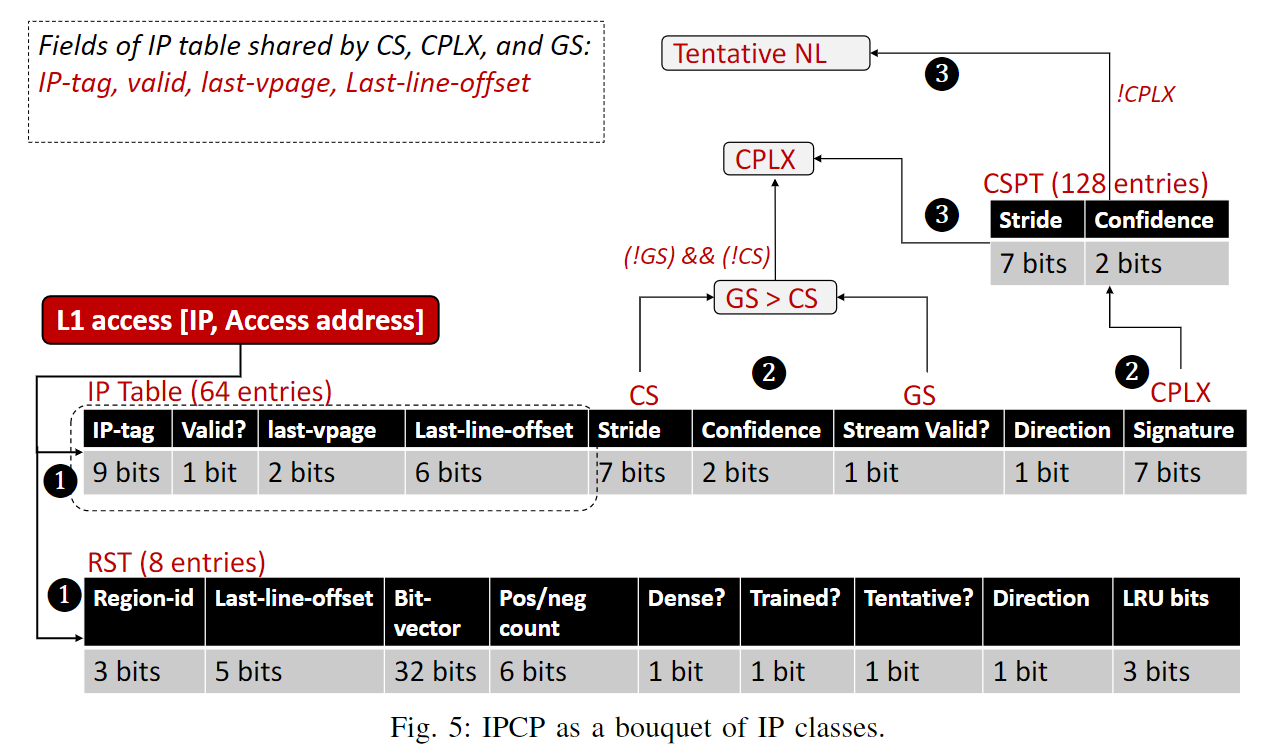 Fields of IP table shared by CS, CPLX, and GS:
IP-tag, valid, last-vpage, Last-line-offset
Tentative NL
3
!CPLX
CPLX
CSPT (128 entries)
3
Stride Confidence
7 bits 2 bits
(!GS) && (!CS)
GS > CS
L1 access [IP, Access address]
2
2
IP Table (64 entries)
CS
GS
CPLX
IP-tag Valid? last-vpage Last-line-offset Stride Confidence Stream Valid? Direction Signature
1
9 bits 1 bit 2 bits 6 bits 7 bits 2 bits 1 bit 1 bit 7 bits
RST (8 entries)
1
Region-id Last-line-offset Bit- Pos/neg Dense? Trained? Tentative? Direction LRU bits
vector count
3 bits 5 bits 32 bits 6 bits 1 bit 1 bit 1 bit 1 bit 3 bits
Fig. 5: IPCP as a bouquet of IP classes.